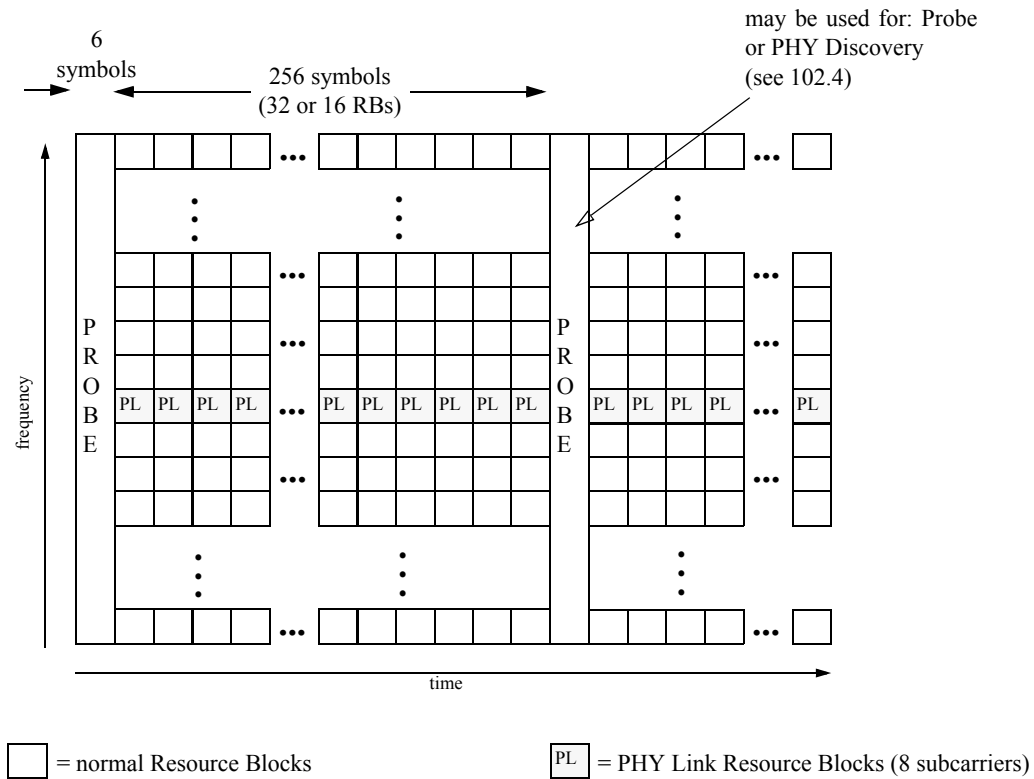 may be used for: Probe
or PHY Discovery
(see 102.4)
6
symbols
256 symbols
(32 or 16 RBs)
frequency
P
R
O
B
E
P
R
O
B
E
PL PL PL PL PL PL PL PL PL PL PL PL PL PL PL
time
= normal Resource Blocks
PL = PHY Link Resource Blocks (8 subcarriers)